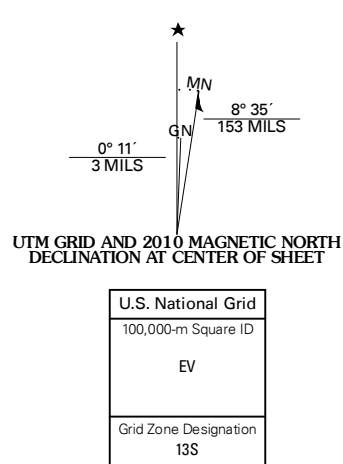 ★
MN
8° 35´
153 MILS
GN
0° 11´
3 MILS
UTM GRID AND 2010 MAGNETIC NORTH
DECLINATION AT CENTER OF SHEET
U.S. National Grid
100,000-m Square ID
EV
Grid Zone Designation
13S